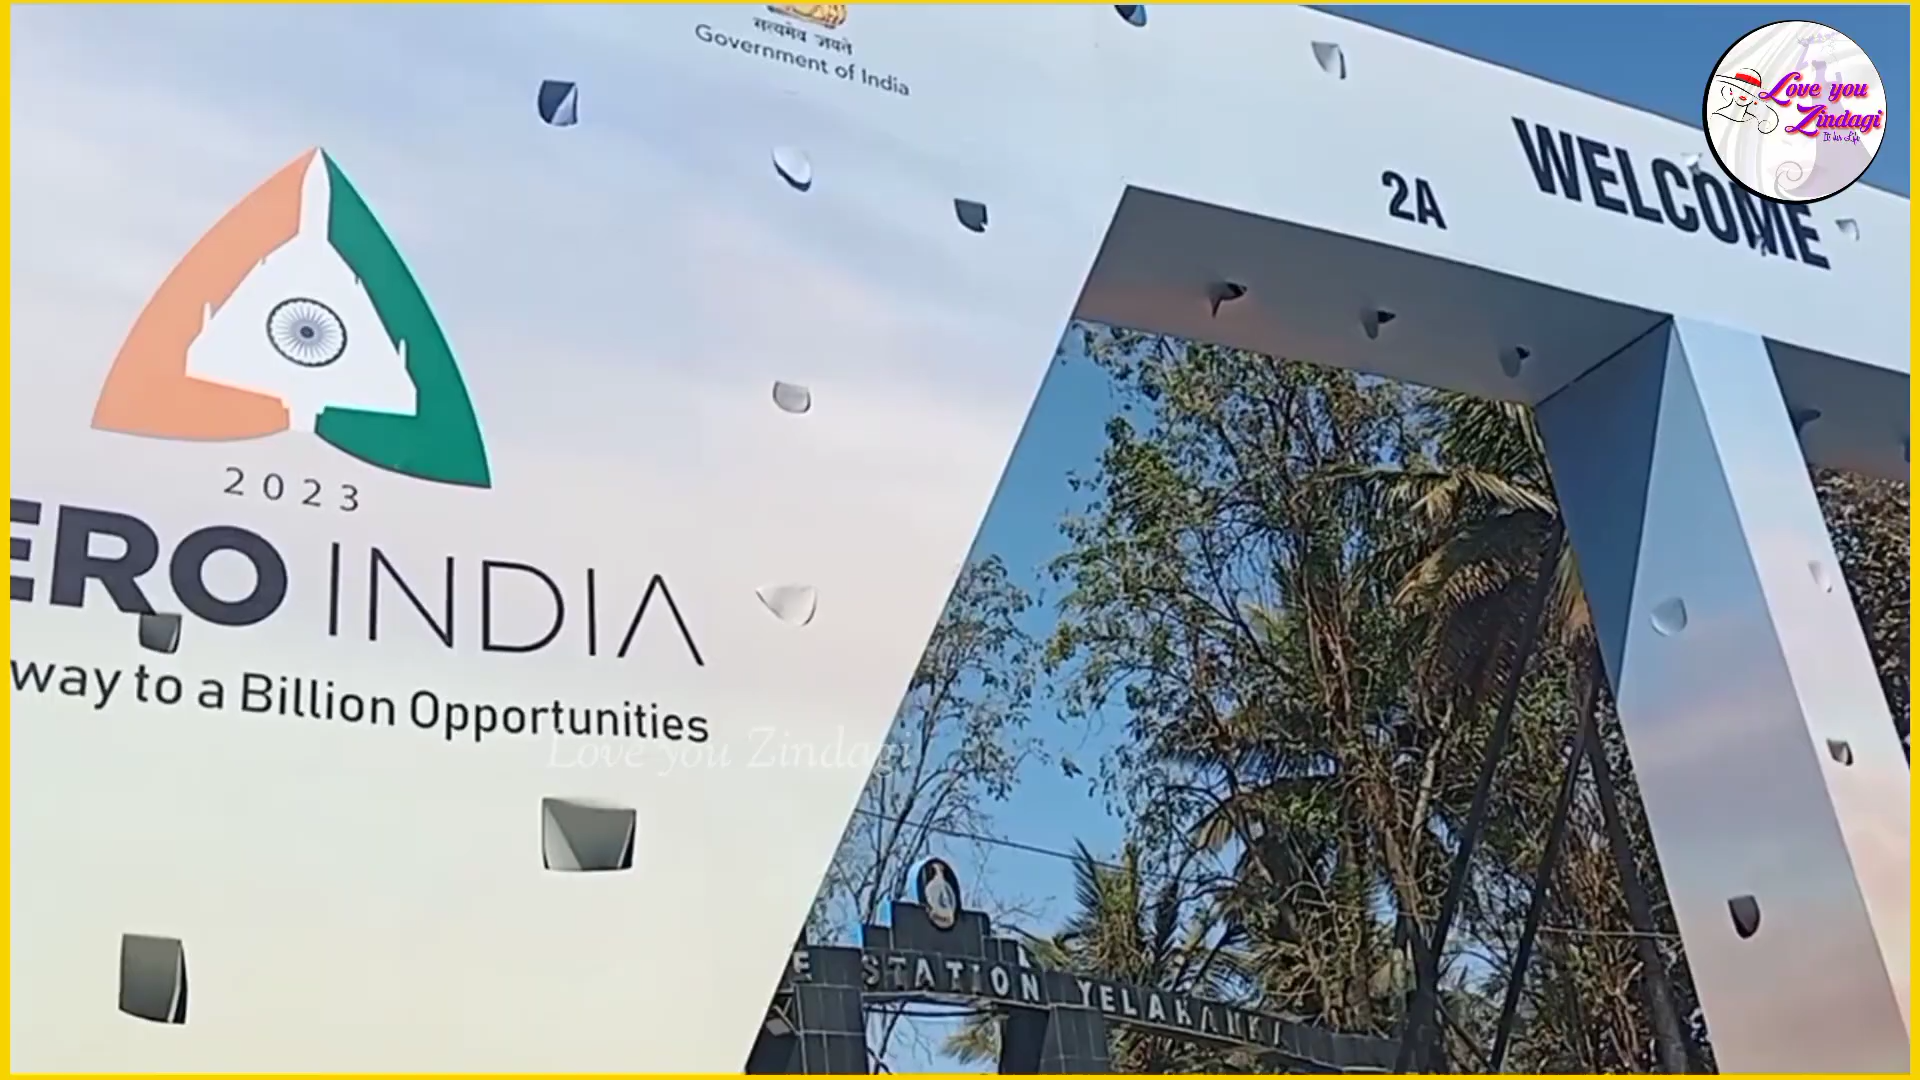 सत्यमेव जयते
Government of India
Love you
Zindagi
WELCOME
2A
2023
ERO INDIA
way to a Billion Opportunities
Love you Zindagi
E STATION YELAHANKA